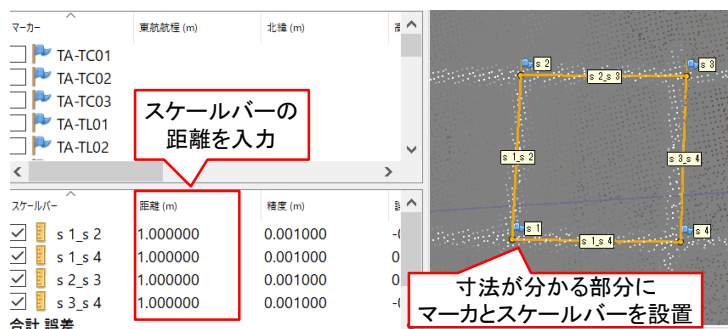 マーカー 東航航程 (m) 北緯 (m)
TA-TC01
TA-TC02
TA-TC03
TA-TL01
TA-TL02
スケールバーの
距離を入力
スケールバー 距離 (m) 精度 (m)
s 1_s 2 1.000000 0.001000
s 1_s 4 1.000000 0.001000
s 2_s 3 1.000000 0.001000
s 3_s 4 1.000000 0.001000
合計 誤差
s 2
s 3
s 2_s 3
s 1_s 2
s 3_s 4
s 1
s 4
s 1_s 4
寸法が分かる部分に
マーカとスケールバーを設置